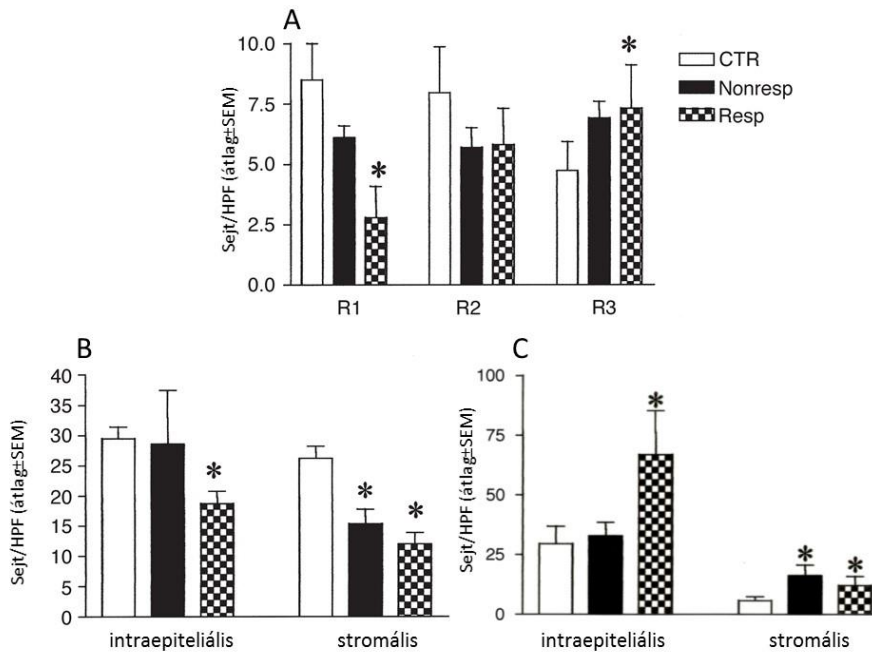 A
Sejt/HPF (átlag±SEM)
10.0
7.5
5.0
2.5
0.0
*
*
R1 R2 R3
CTR
Nonresp
Resp
B
Sejt/HPF (átlag±SEM)
40
35
30
25
20
15
10
5
0
*
* *
intraepiteliális stromális
C
Sejt/HPF (átlag±SEM)
100
75
50
25
0
*
* *
intraepiteliális stromális